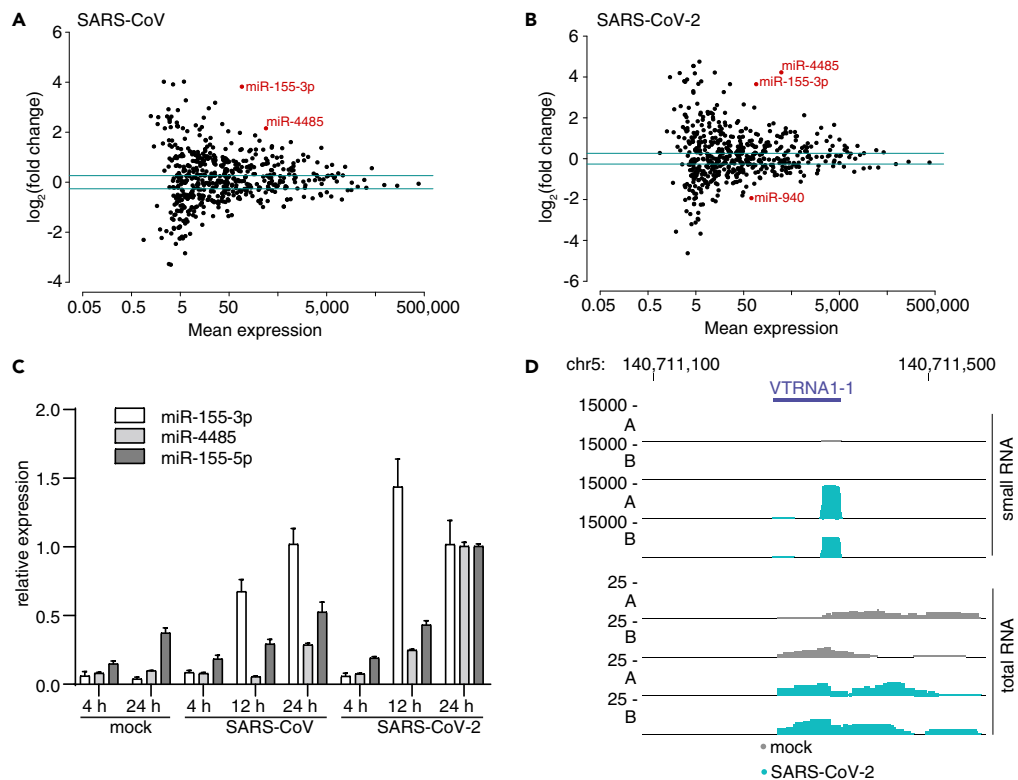 A SARS-CoV
6
4
2
0
-2
-4
log2(fold change)
miR-155-3p
miR-4485
0.05 0.5 5 50 5,000 500,000
Mean expression
B SARS-CoV-2
6
4
2
0
-2
-4
-6
log2(fold change)
miR-4485
miR-155-3p
miR-940
0.05 0.5 5 50 5,000 500,000
Mean expression
C
2.0
1.5
1.0
0.5
0.0
relative expression
miR-155-3p
miR-4485
miR-155-5p
4 h 24 h 4 h 12 h 24 h 4 h 12 h 24 h
mock SARS-CoV SARS-CoV-2
D chr5: 140,711,100 140,711,500
VTRNA1-1
15000 -
A
15000 -
B
15000 -
A
15000 -
B
small RNA
25 -
A
25 -
B
25 -
A
25 -
B
total RNA
mock
SARS-CoV-2